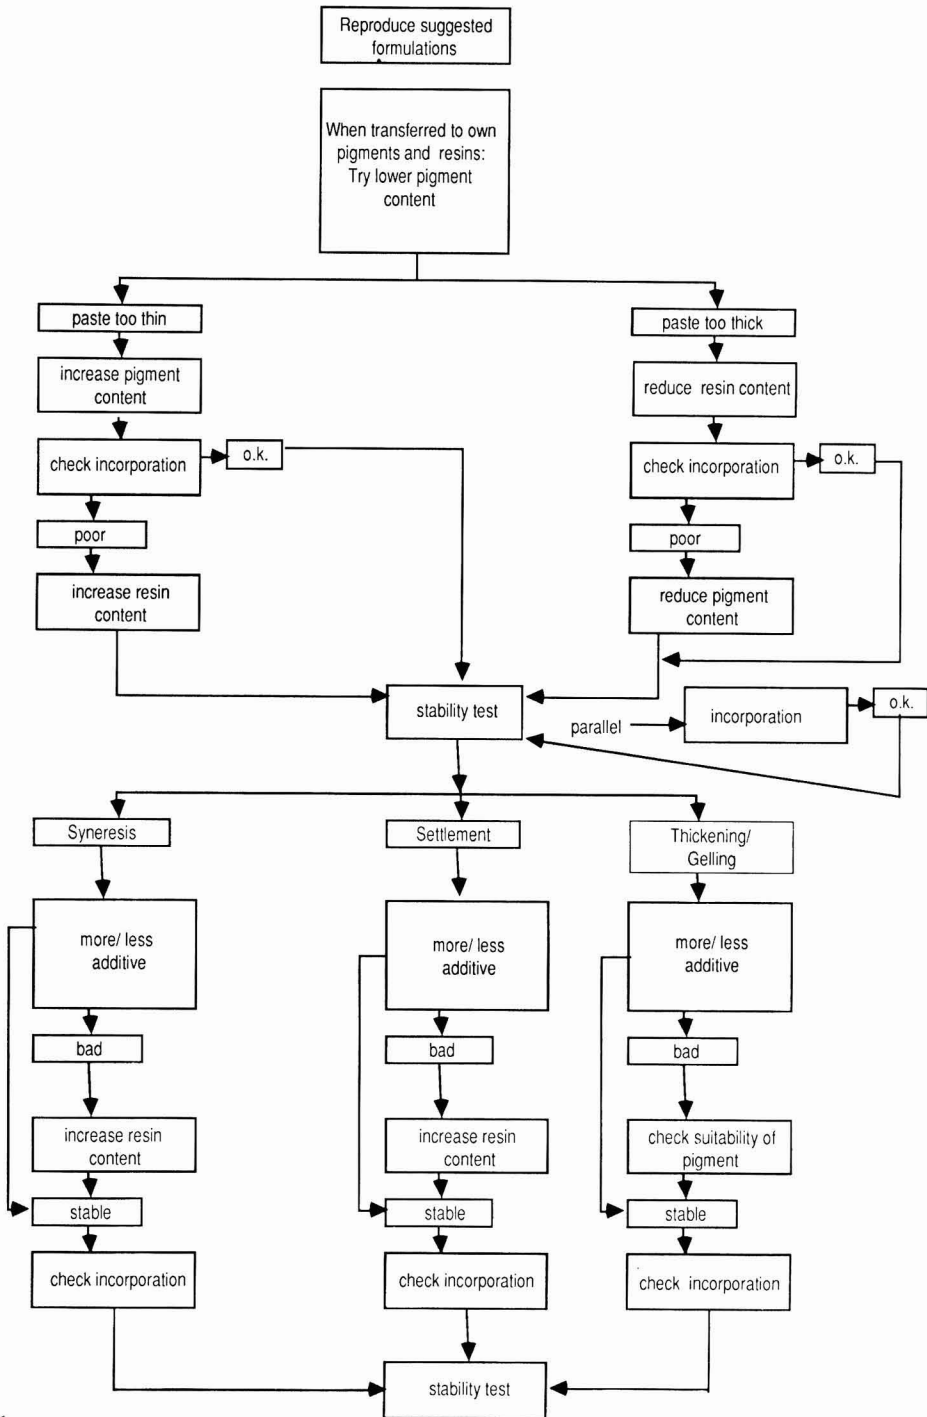 Reproduce suggested
formulations
When transferred to own
pigments and resins:
Try lower pigment
content
paste too thin
increase pigment
content
check incorporation
o.k.
poor
increase resin
content
paste too thick
reduce resin content
check incorporation
o.k.
poor
reduce pigment
content
stability test
parallel
incorporation
o.k.
Syneresis
more/ less
additive
bad
increase resin
content
stable
check incorporation
Settlement
more/ less
additive
bad
increase resin
content
stable
check incorporation
Thickening/
Gelling
more/ less
additive
bad
check suitability of
pigment
stable
check incorporation
stability test